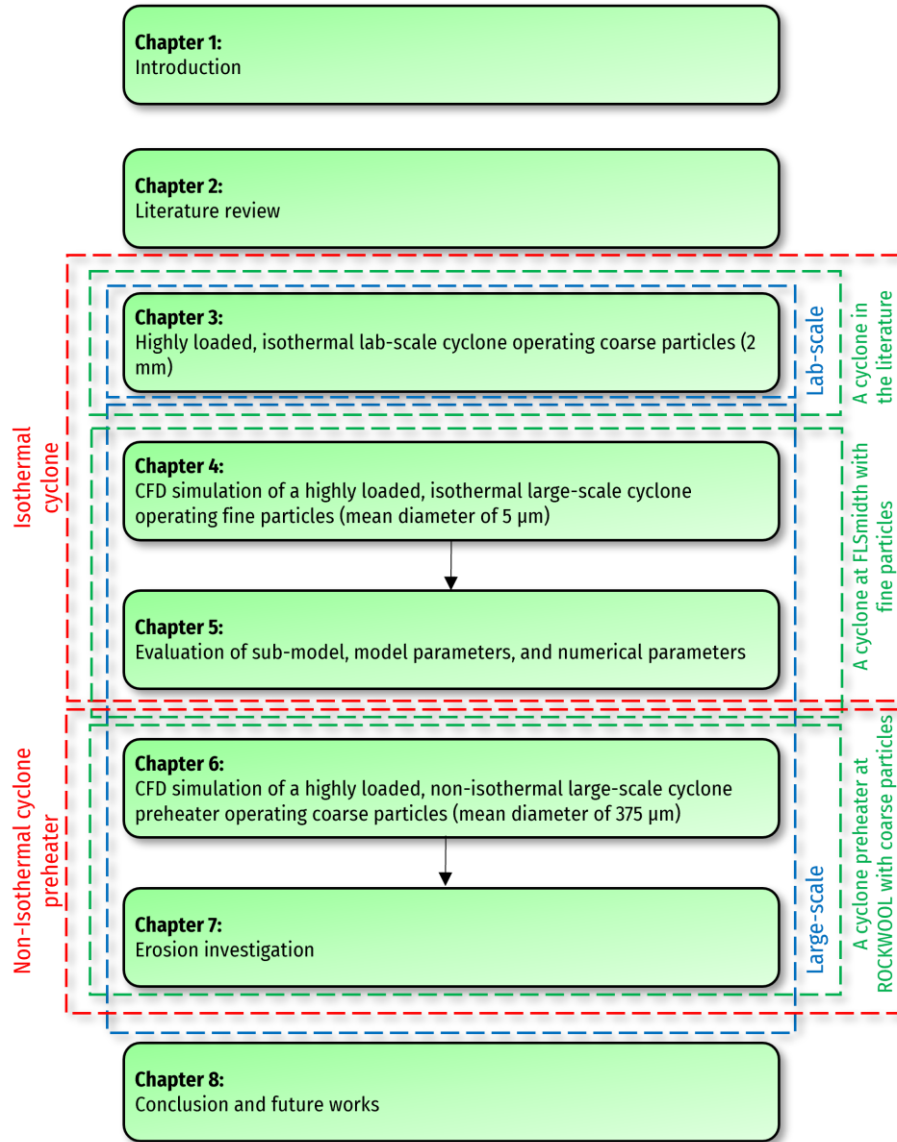 Chapter 1:
Introduction
Chapter 2:
Literature review
Chapter 3:
Highly loaded, isothermal lab-scale cyclone operating coarse particles (2
mm)
Lab-scale
A cyclone in
the literature
Isothermal
cyclone
Chapter 4:
CFD simulation of a highly loaded, isothermal large-scale cyclone
operating fine particles (mean diameter of 5 µm)
Chapter 5:
Evaluation of sub-model, model parameters, and numerical parameters
A cyclone at FLSmidth with
fine particles
Non-Isothermal cyclone
preheater
Chapter 6:
CFD simulation of a highly loaded, non-isothermal large-scale cyclone
preheater operating coarse particles (mean diameter of 375 µm)
Chapter 7:
Erosion investigation
Large-scale
A cyclone preheater at
ROCKWOOL with coarse particles
Chapter 8:
Conclusion and future works